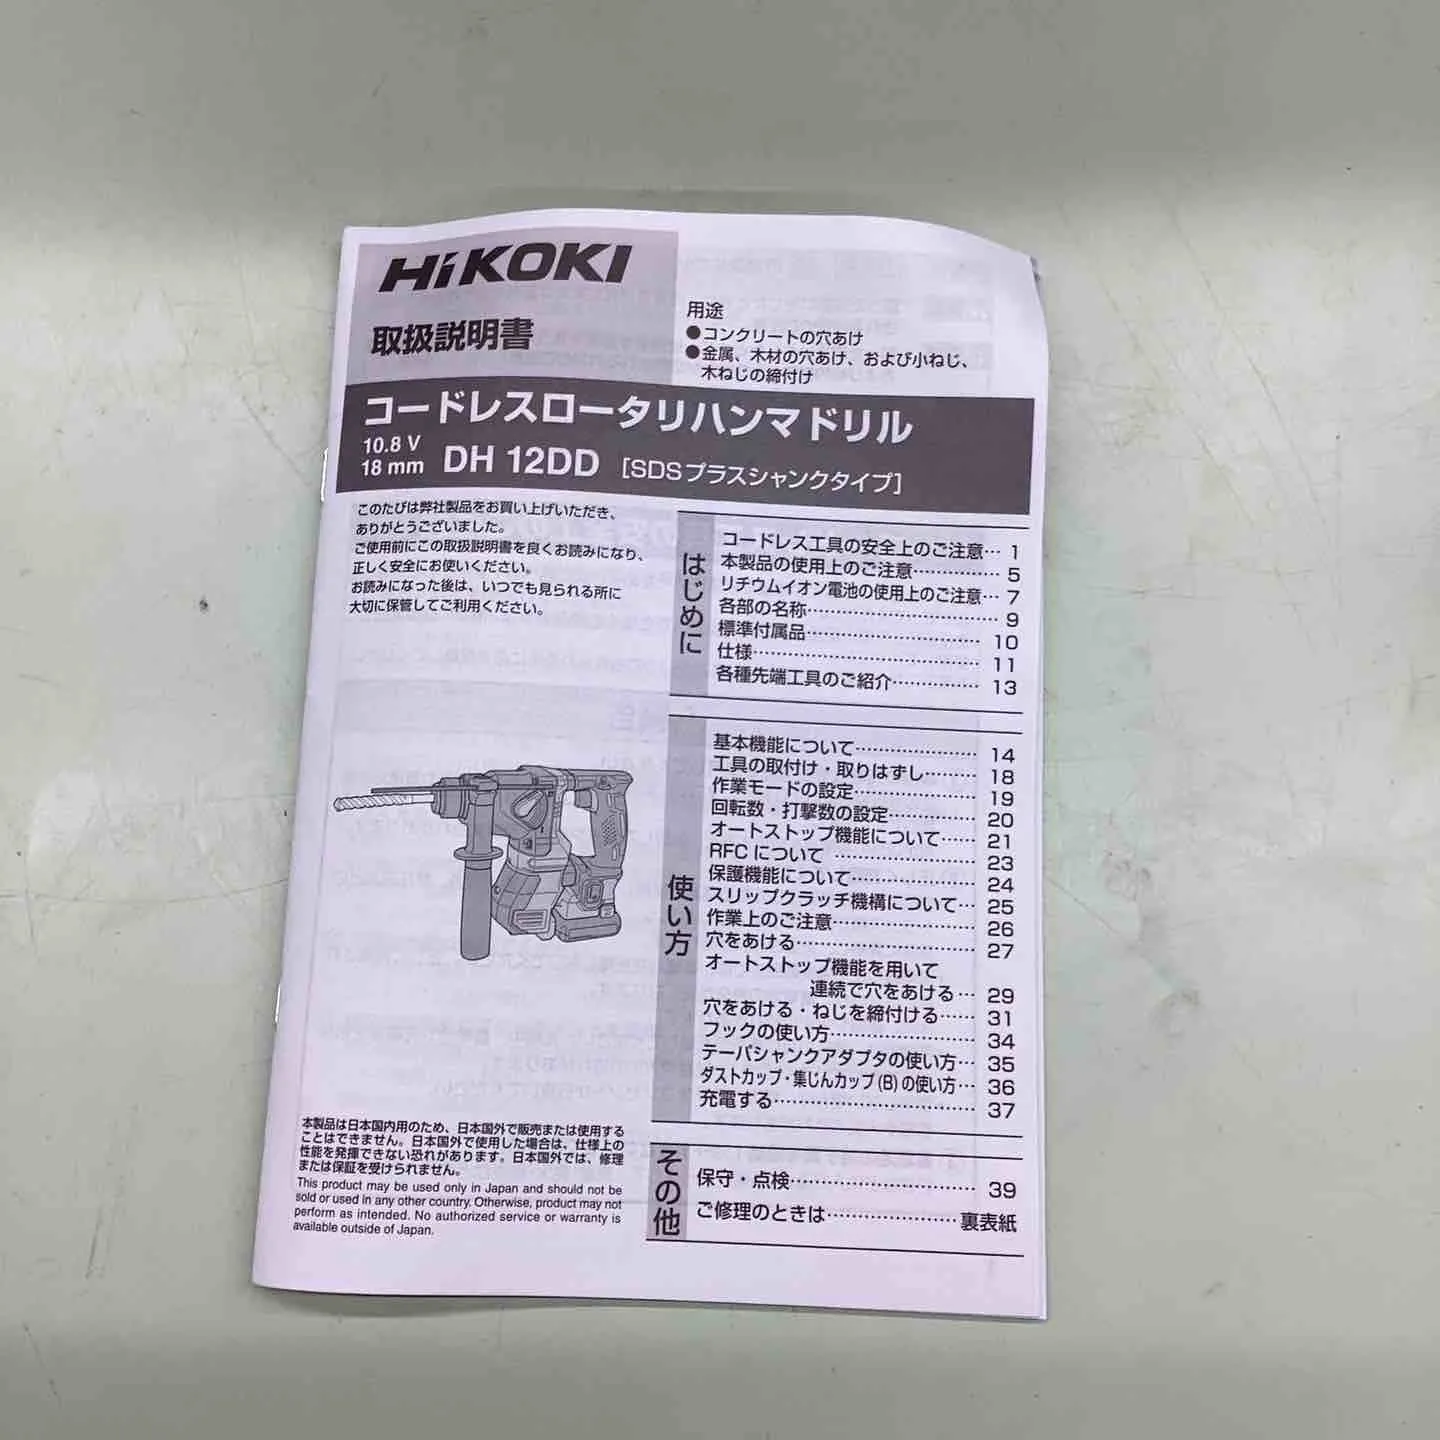 HiKOKI
取扱説明書
用途
●コンクリートの穴あけ
●金属、木材の穴あけ、および小ねじ、
木ねじの締付け
コードレスロータリハンマドリル
10.8 V
18 mm DH 12DD [SDSプラスシャンクタイプ]
このたびは弊社製品をお買い上げいただき、
ありがとうございました。
ご使用前にこの取扱説明書を良くお読みになり、
正しく安全にお使いください。
お読みになった後は、いつでも見られる所に
大切に保管してご利用ください。
はじめに
コードレス工具の安全上のご注意… 1
本製品の使用上のご注意…………… 5
リチウムイオン電池の使用上のご注意… 7
各部の名称…………………………… 9
標準付属品…………………………… 10
仕様…………………………………… 11
各種先端工具のご紹介……………… 13
使い方
基本機能について…………………… 14
工具の取付け・取りはずし………… 18
作業モードの設定…………………… 19
回転数・打撃数の設定……………… 20
オートストップ機能について……… 21
RFC について ……………………… 23
保護機能について…………………… 24
スリップクラッチ機構について… 25
作業上のご注意……………………… 26
穴をあける…………………………… 27
オートストップ機能を用いて
連続で穴をあける… 29
穴をあける・ねじを締付ける……… 31
フックの使い方……………………… 34
テーパシャンクアダプタの使い方… 35
ダストカップ・集じんカップ(B)の使い方… 36
充電する……………………………… 37
その他
保守・点検…………………………… 39
ご修理のときは…………………裏表紙
本製品は日本国内用のため、日本国外で販売または使用する
ことはできません。日本国外で使用した場合は、仕様上の
性能を発揮できない恐れがあります。日本国外では、修理
または保証を受けられません。
This product may be used only in Japan and should not be
sold or used in any other country. Otherwise, product may not
perform as intended. No authorized service or warranty is
available outside of Japan.